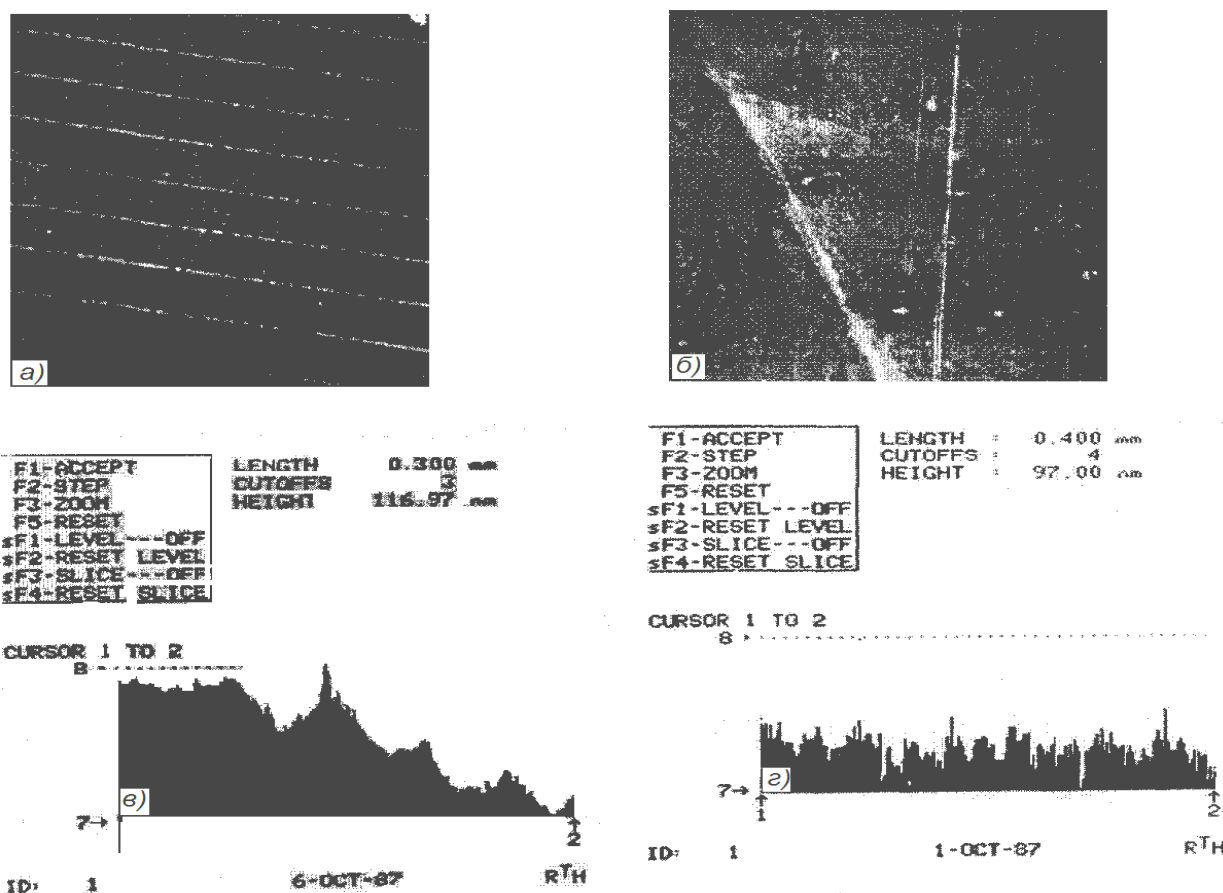 а)
б)
F1-ACCEPT
F2-STEP
F3-ZOOM
F5-RESET
sF1-LEVEL---OFF
sF2-RESET LEVEL
sF3-SLICE---OFF
sF4-RESET SLICE
LENGTH 0.300 mm
CUTOFFS 3
HEIGHT 116.97 nm
CURSOR 1 TO 2
8
7→
в)
2
ID: 1 6-OCT-87 RTH
F1-ACCEPT
F2-STEP
F3-ZOOM
F5-RESET
sF1-LEVEL---OFF
sF2-RESET LEVEL
sF3-SLICE---OFF
sF4-RESET SLICE
LENGTH : 0.400 mm
CUTOFFS : 4
HEIGHT : 97.00 nm
CURSOR 1 TO 2
8
7→
г)
1 2
ID: 1 1-OCT-87 RTH